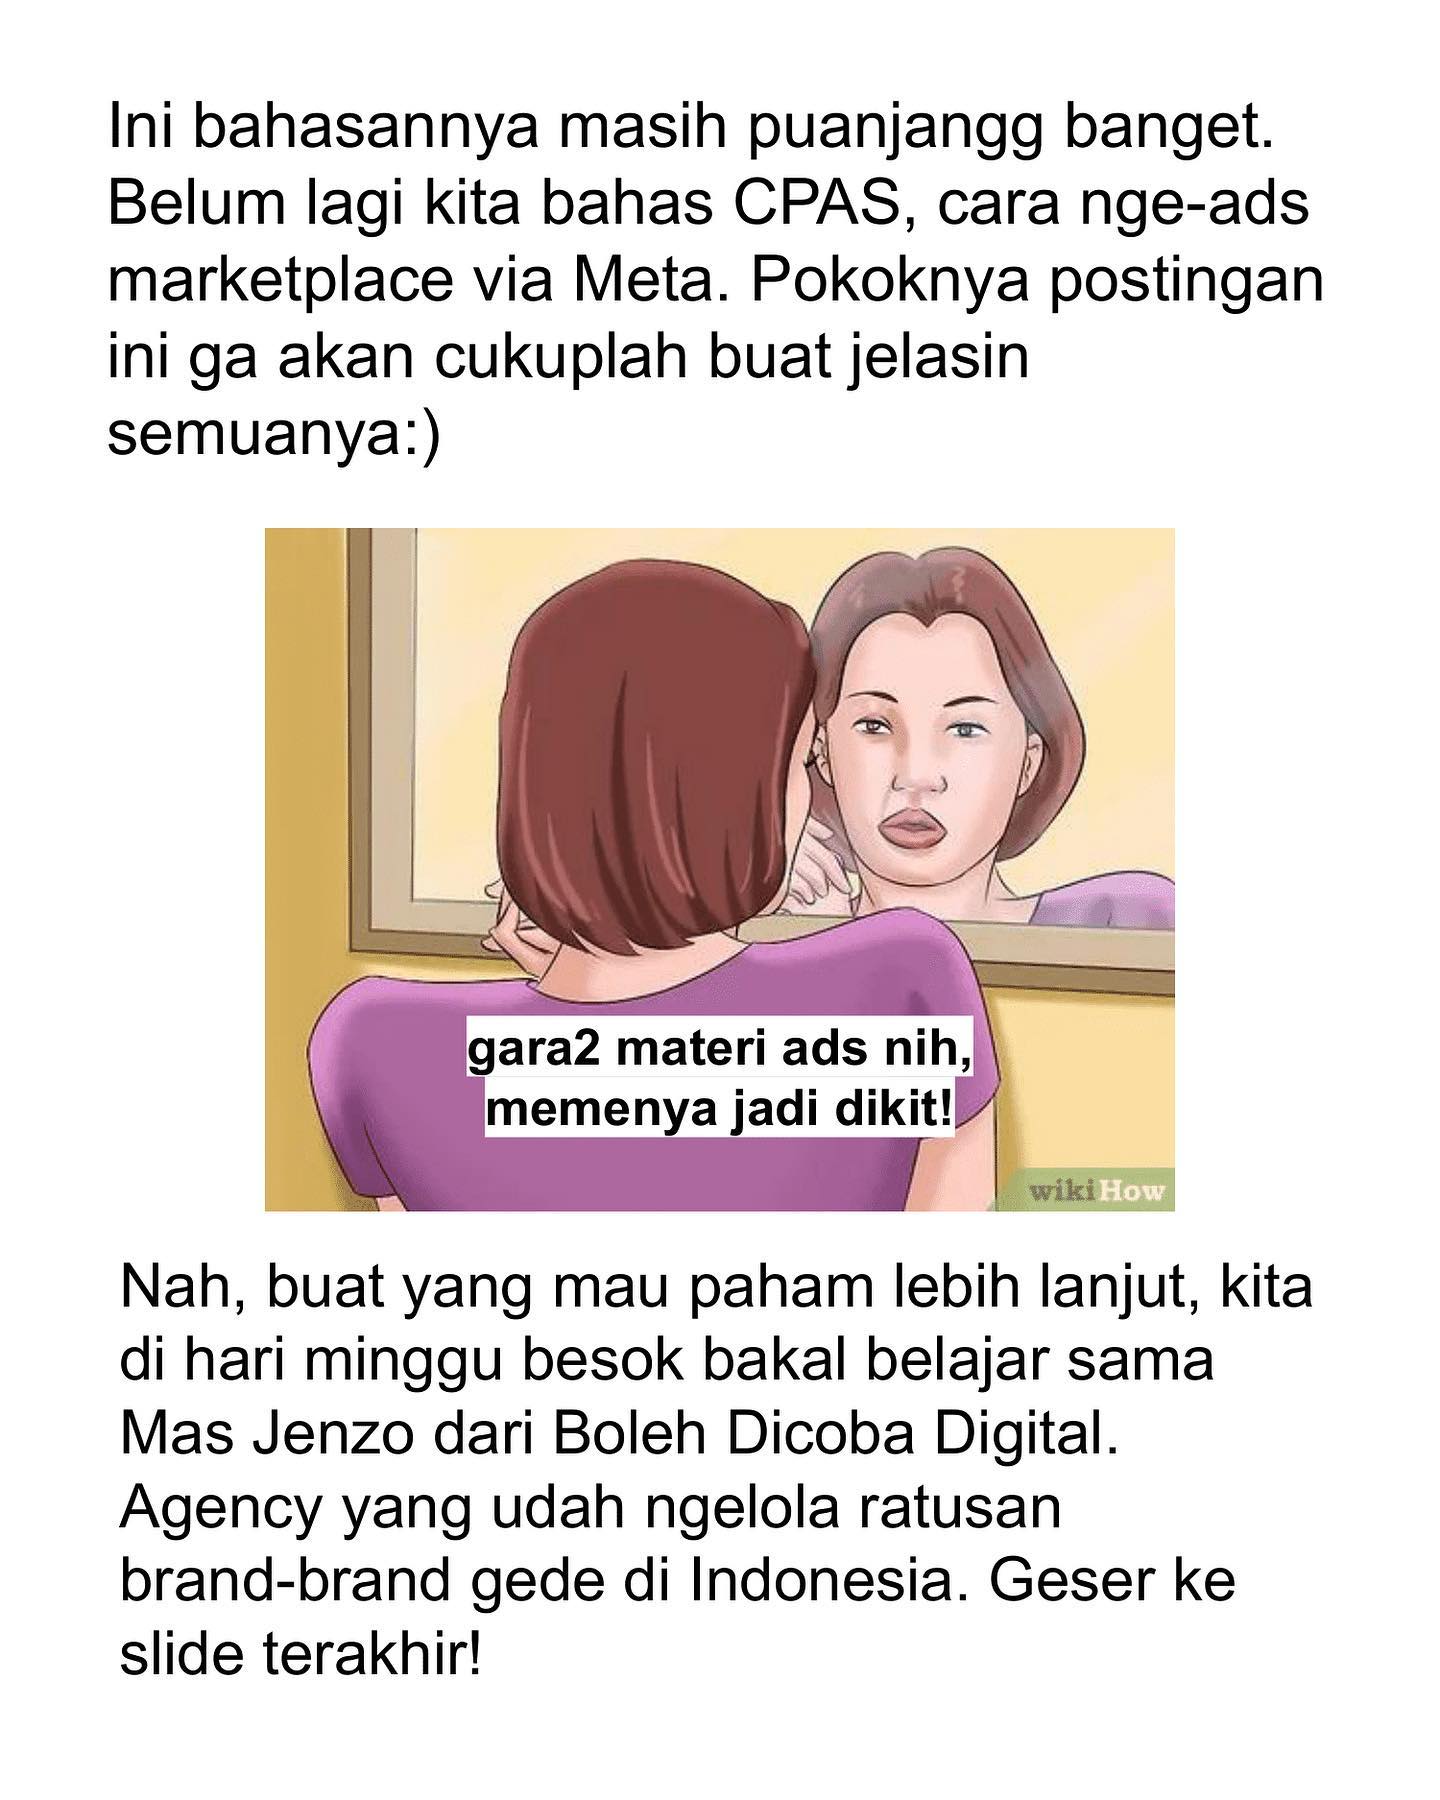 Ini bahasannya masih puanjangg banget.
Belum lagi kita bahas CPAS, cara nge-ads
marketplace via Meta. Pokoknya postingan
ini ga akan cukuplah buat jelasin
semuanya:)
gara2 materi ads nih,
memenya jadi dikit!
wikiHow
Nah, buat yang mau paham lebih lanjut, kita
di hari minggu besok bakal belajar sama
Mas Jenzo dari Boleh Dicoba Digital.
Agency yang udah ngelola ratusan
brand-brand gede di Indonesia. Geser ke
slide terakhir!